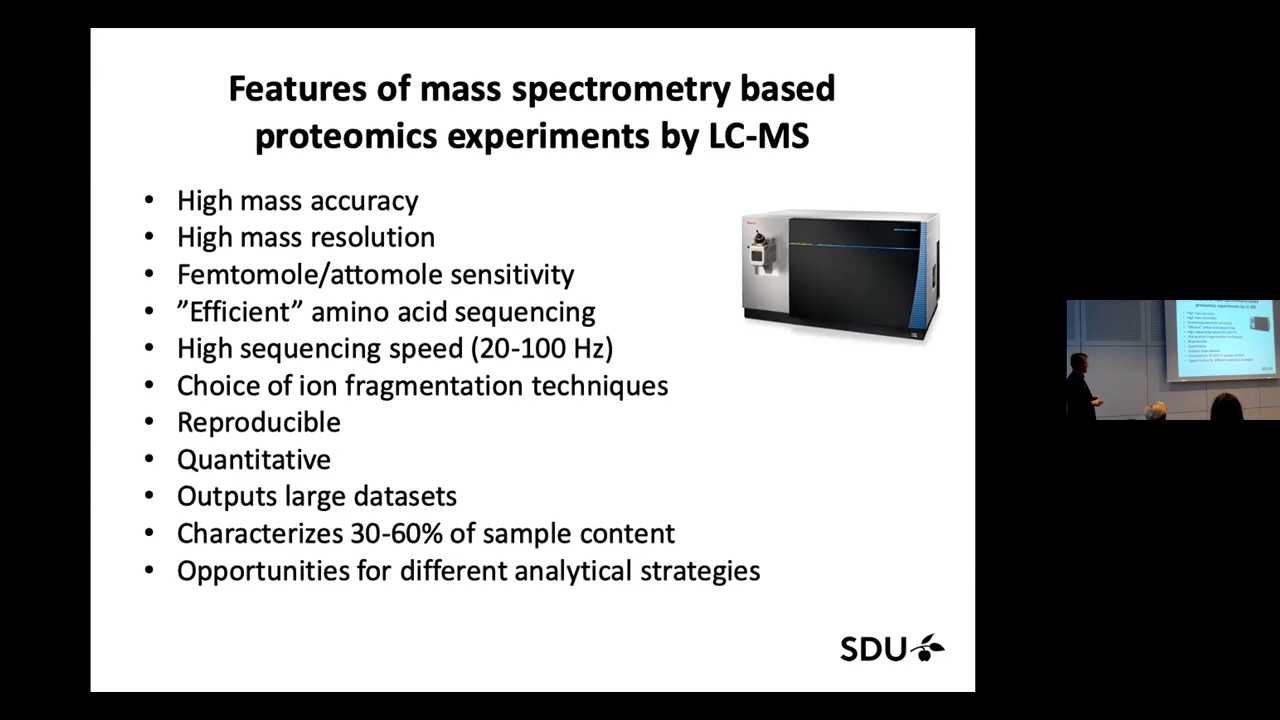 Features of mass spectrometry based
proteomics experiments by LC-MS
• High mass accuracy
• High mass resolution
• Femtomole/attomole sensitivity
• ”Efficient” amino acid sequencing
• High sequencing speed (20-100 Hz)
• Choice of ion fragmentation techniques
• Reproducible
• Quantitative
• Outputs large datasets
• Characterizes 30-60% of sample content
• Opportunities for different analytical strategies
SDU